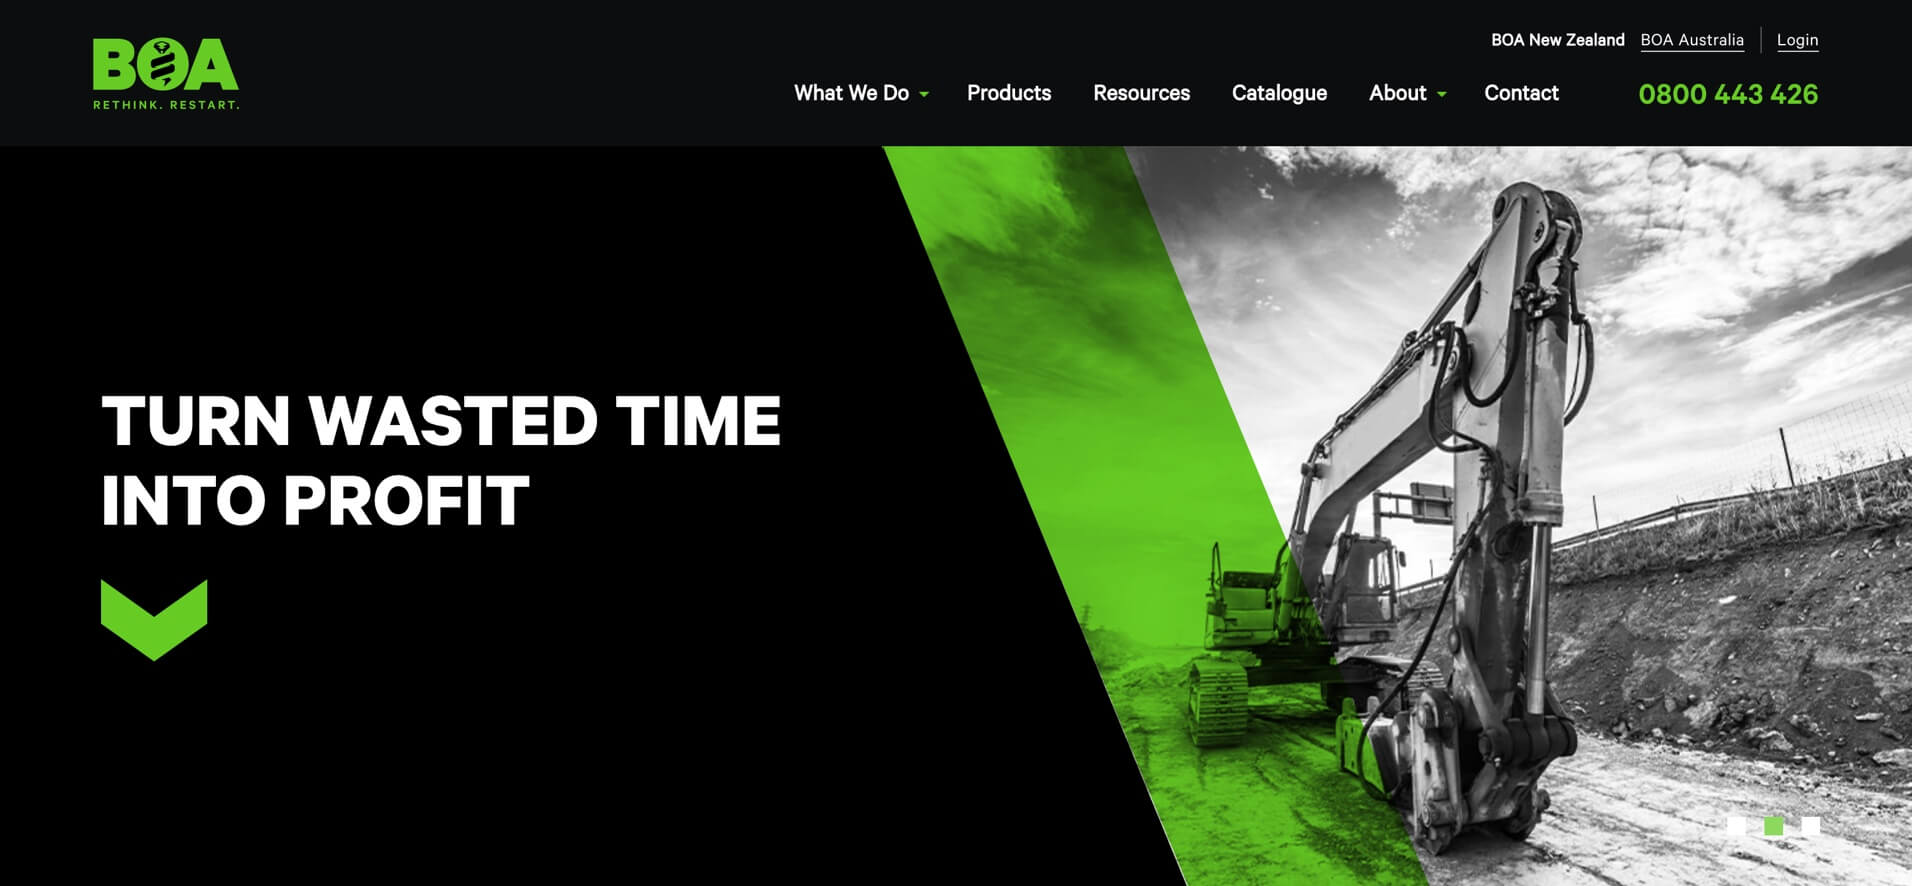 BOA
RETHINK. RESTART.
BOA New Zealand
BOA Australia
Login
What We Do
Products
Resources
Catalogue
About
Contact
0800 443 426
TURN WASTED TIME
INTO PROFIT